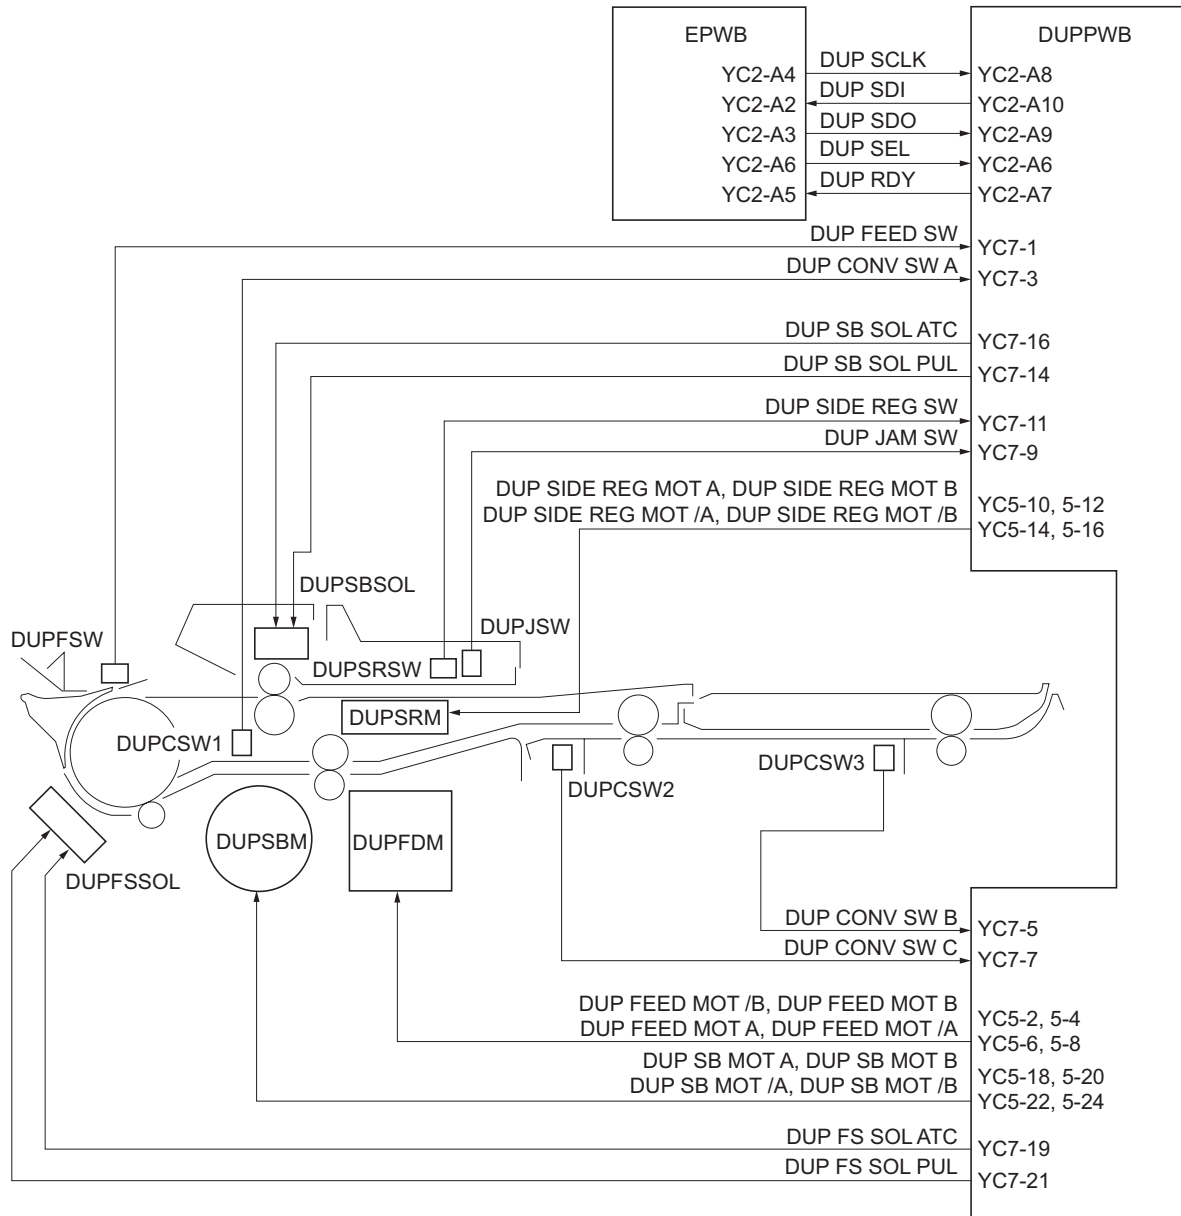 EPWB
DUPPWB
YC2-A4
DUP SCLK
YC2-A8
YC2-A2
DUP SDI
YC2-A10
YC2-A3
DUP SDO
YC2-A9
YC2-A6
DUP SEL
YC2-A6
YC2-A5
DUP RDY
YC2-A7
DUP FEED SW
YC7-1
DUP CONV SW A
YC7-3
DUP SB SOL ATC
YC7-16
DUP SB SOL PUL
YC7-14
DUP SIDE REG SW
YC7-11
DUP JAM SW
YC7-9
DUP SIDE REG MOT A, DUP SIDE REG MOT B
YC5-10, 5-12
DUP SIDE REG MOT /A, DUP SIDE REG MOT /B
YC5-14, 5-16
DUPSBSOL
DUPFSW
DUPJSW
DUPSRSW
DUPSRM
DUPCSW1
DUPCSW2
DUPCSW3
DUPSBM
DUPFDM
DUPFSSOL
DUP CONV SW B
YC7-5
DUP CONV SW C
YC7-7
DUP FEED MOT /B, DUP FEED MOT B
YC5-2, 5-4
DUP FEED MOT A, DUP FEED MOT /A
YC5-6, 5-8
DUP SB MOT A, DUP SB MOT B
YC5-18, 5-20
DUP SB MOT /A, DUP SB MOT /B
YC5-22, 5-24
DUP FS SOL ATC
YC7-19
DUP FS SOL PUL
YC7-21